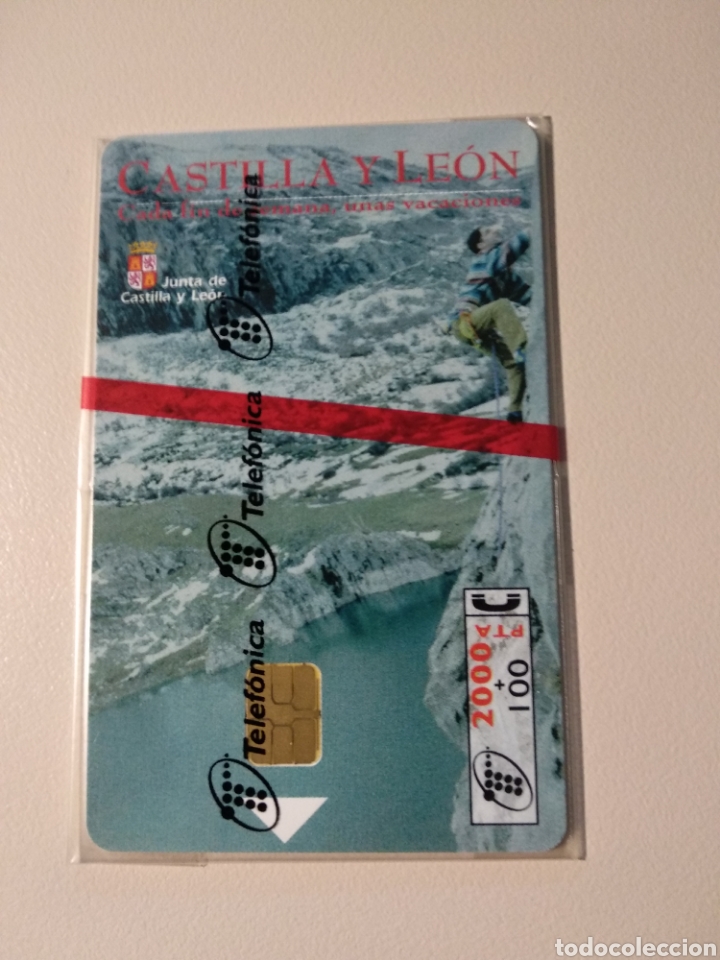 CASTILLA Y LEÓN
Cada fin de semana, unas vacaciones
Junta de
Castilla y León
Telefónica
Telefónica
Telefónica
2000 PTA
+
100
todocoleccion